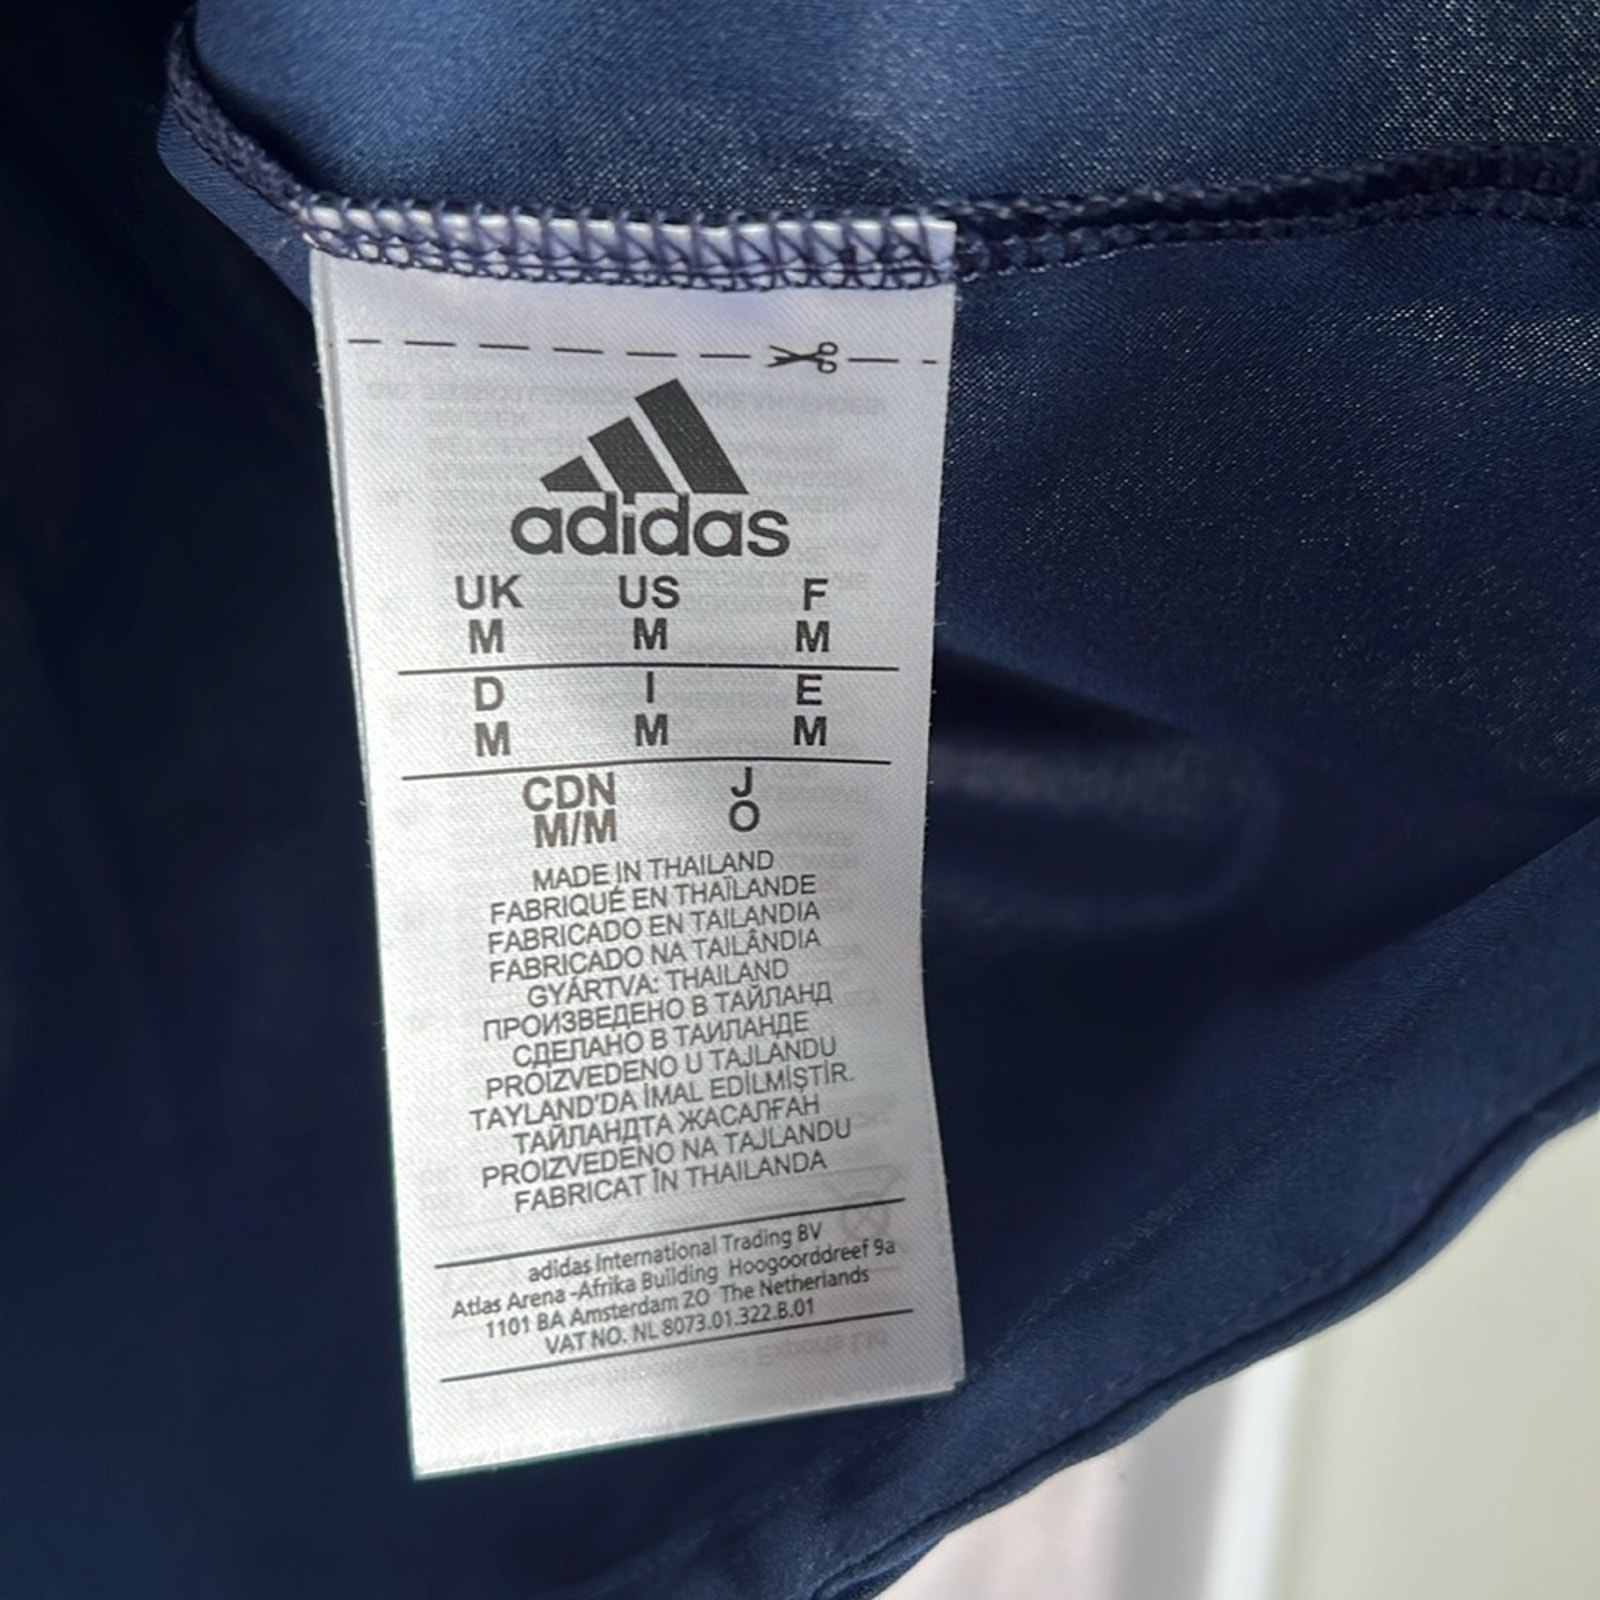 adidas
UK US F
M M M
D I E
M M M
CDN J
M/M O
MADE IN THAILAND
FABRIQUÉ EN THAÏLANDE
FABRICADO EN TAILANDIA
FABRICADO NA TAILÂNDIA
GYÁRTVA: THAILAND
ПРОИЗВЕДЕНО В ТАЙЛАНД
СДЕЛАНО В ТАИЛАНДЕ
PROIZVEDENO U TAJLANDU
TAYLAND'DA İMAL EDİLMİŞTİR.
ТАЙЛАНДТА ЖАСАЛҒАН
PROIZVEDENO NA TAJLANDU
FABRICAT ÎN THAILANDA
adidas International Trading BV
Atlas Arena -Afrika Building Hoogoorddreef 9a
1101 BA Amsterdam ZO The Netherlands
VAT NO. NL 8073.01.322.B.01